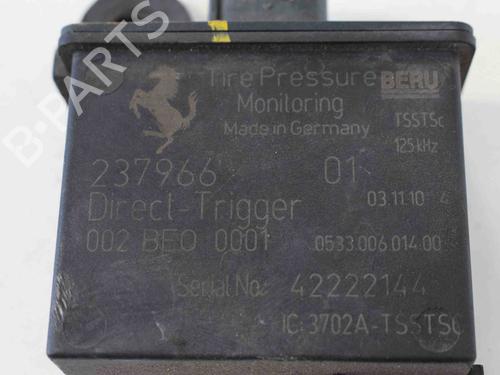 Tire Pressure
Monitoring
Made in Germany
BERU
TSSTSc
125 kHz
237966 01
03.11.10 4
Direct-Trigger
002 BE0 0001 0533.006.014.00
Serial No.: 42222144
IC: 3702A-TSSTSc
B-PARTS